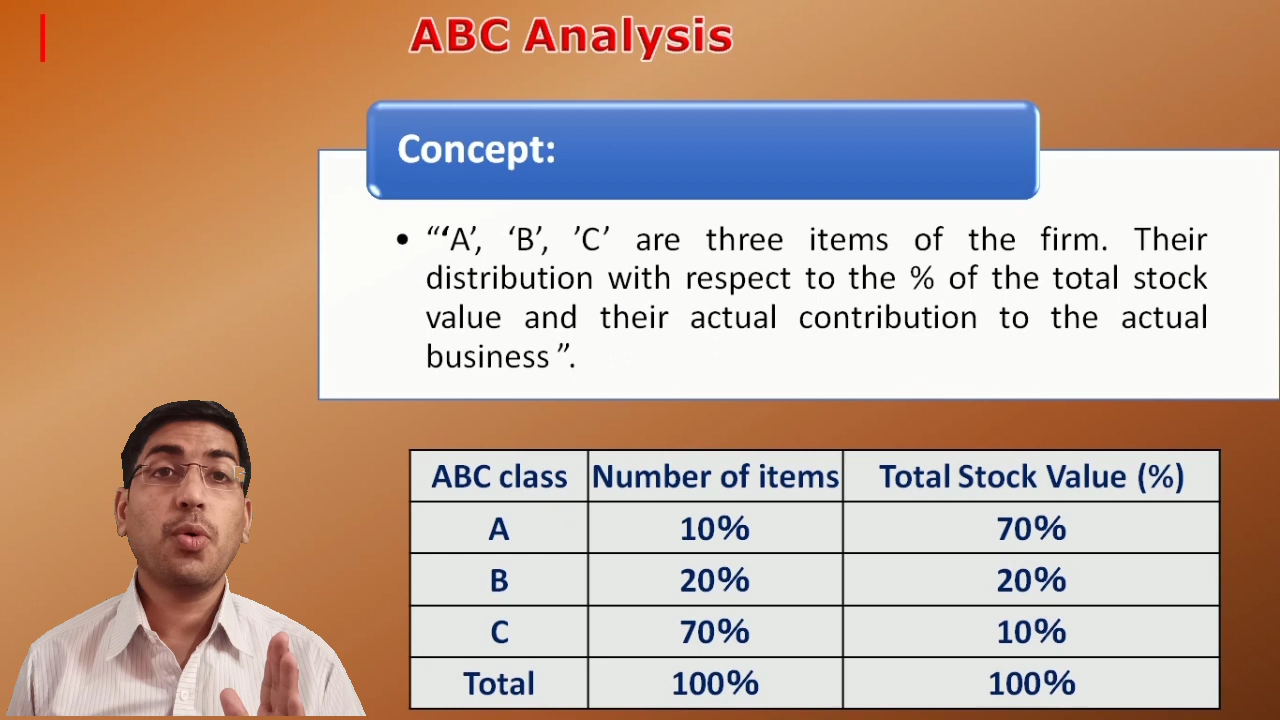 ABC Analysis
Concept:
• “‘A’, ‘B’, ’C’ are three items of the firm. Their
distribution with respect to the % of the total stock
value and their actual contribution to the actual
business ”.
ABC class Number of items Total Stock Value (%)
A 10% 70%
B 20% 20%
C 70% 10%
Total 100% 100%